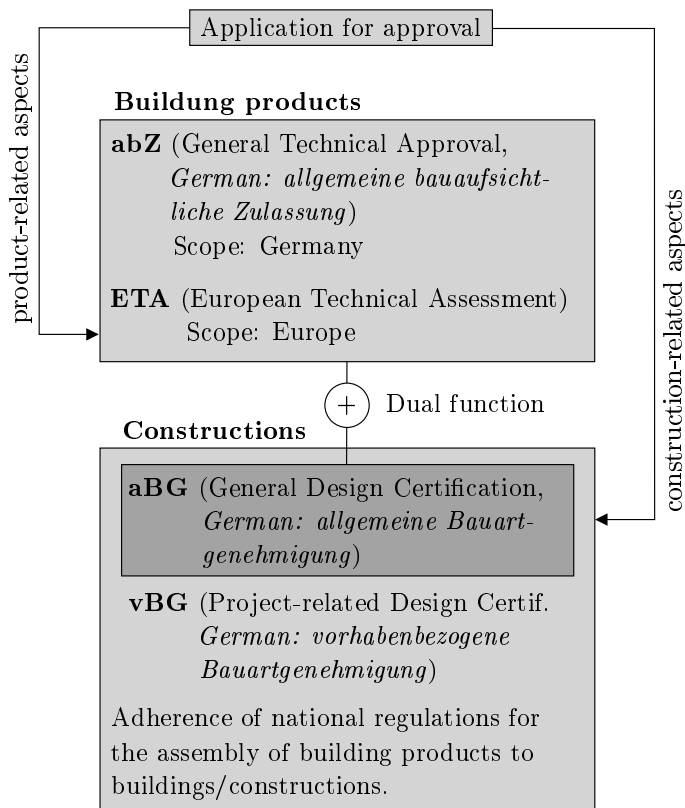 Application for approval
product-related aspects
construction-related aspects
Buildung products
abZ (General Technical Approval,
German: allgemeine bauaufsicht-
liche Zulassung)
Scope: Germany
ETA (European Technical Assessment)
Scope: Europe
+ Dual function
Constructions
aBG (General Design Certification,
German: allgemeine Bauart-
genehmigung)
vBG (Project-related Design Certif.
German: vorhabenbezogene
Bauartgenehmigung)
Adherence of national regulations for
the assembly of building products to
buildings/constructions.